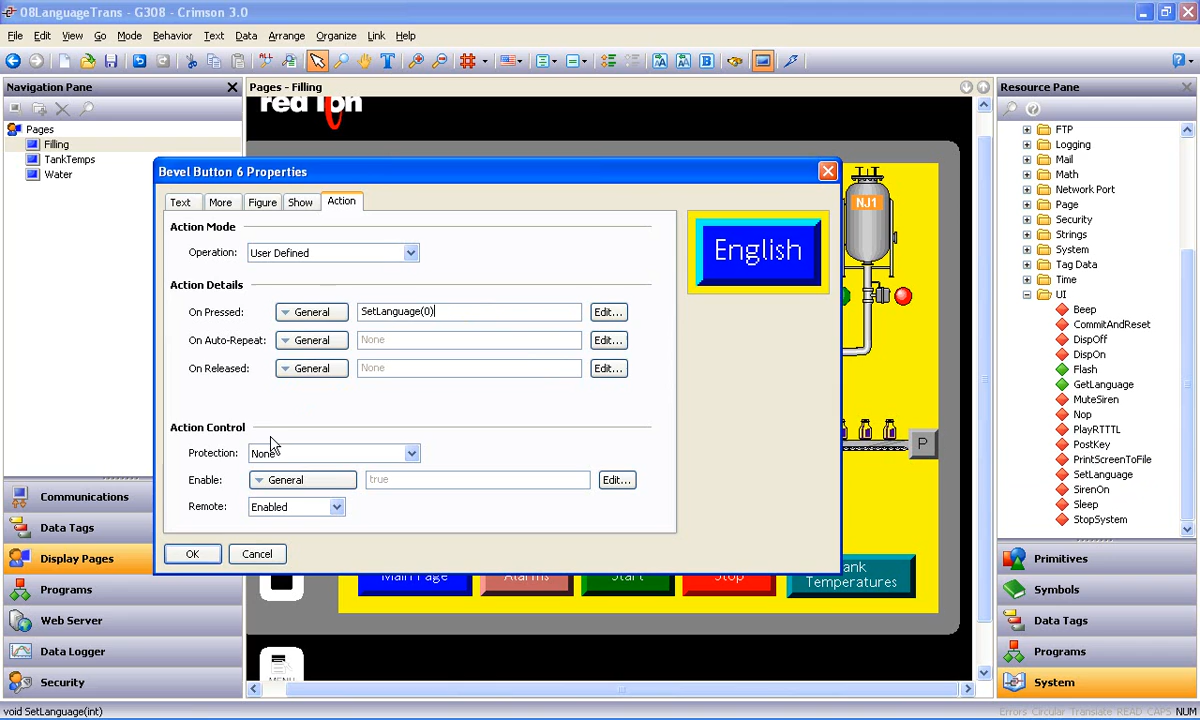 08LanguageTrans - G308 - Crimson 3.0
File Edit View Go Mode Behavior Text Data Arrange Organize Link Help
Navigation Pane
Pages
Filling
TankTemps
Water
Communications
Data Tags
Display Pages
Programs
Web Server
Data Logger
Security
Pages - Filling
red lion
NJ1
P
Main Page
Alarms
Start
Stop
Tank
Temperatures
MENU
Bevel Button 6 Properties
Text More Figure Show Action
Action Mode
Operation: User Defined
Action Details
On Pressed: General SetLanguage(0) Edit...
On Auto-Repeat: General None Edit...
On Released: General None Edit...
Action Control
Protection: None
Enable: General true Edit...
Remote: Enabled
OK Cancel
English
Resource Pane
FTP
Logging
Mail
Math
Network Port
Page
Security
Strings
System
Tag Data
Time
UI
Beep
CommitAndReset
DispOff
DispOn
Flash
GetLanguage
MuteSiren
Nop
PlayRTTTL
PostKey
PrintScreenToFile
SetLanguage
SirenOn
Sleep
StopSystem
Primitives
Symbols
Data Tags
Programs
System
void SetLanguage(int)
Errors Circular Translate READ CAPS NUM